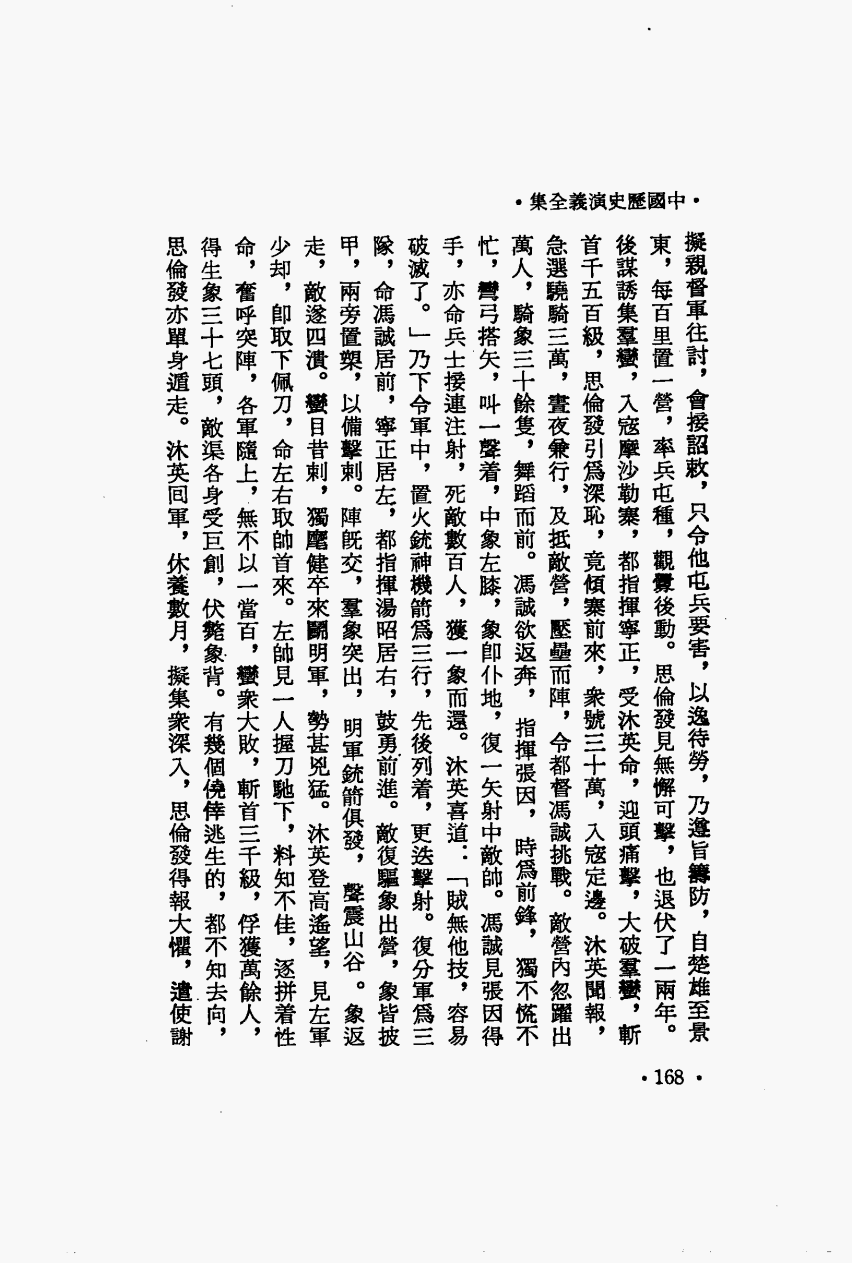 •中國歷史演義全集•
擬親督軍往討，會接詔敕，只令他屯兵要害，以逸待勞，乃遵旨籌防，自楚雄至景
東，每百里置一營，率兵屯種，觀釁後動。思倫發見無懈可擊，也退伏了一兩年。
後謀誘集羣蠻，入寇摩沙勒寨，都指揮寧正，受沐英命，迎頭痛擊，大破羣蠻，斬
首千五百級，思倫發引爲深恥，竟傾寨前來，衆號三十萬，入寇定邊。沐英聞報，
急選驍騎三萬，晝夜兼行，及抵敵營，壓壘而陣，令都督馮誠挑戰。敵營內忽躍出
萬人，騎象三十餘隻，舞蹈而前。馮誠欲返奔，指揮張因，時爲前鋒，獨不慌不
忙，彎弓搭矢，叫一聲着，中象左膝，象卽仆地，復一矢射中敵帥。馮誠見張因得
手，亦命兵士接連注射，死敵數百人，獲一象而還。沐英喜道：「賊無他技，容易
破滅了。」乃下令軍中，置火銃神機箭爲三行，先後列着，更迭擊射。復分軍爲三
隊，命馮誠居前，寧正居左，都指揮湯昭居右，鼓勇前進。敵復驅象出營，象皆披
甲，兩旁置槊，以備擊刺。陣旣交，羣象突出，明軍銃箭俱發，聲震山谷。象返
走，敵遂四潰。蠻目昔剌，獨麾健卒來鬭明軍，勢甚兇猛。沐英登高遙望，見左軍
少却，卽取下佩刀，命左右取帥首來。左帥見一人握刀馳下，料知不佳，逐拼着性
命，奮呼突陣，各軍隨上，無不以一當百，蠻衆大敗，斬首三千級，俘獲萬餘人，
得生象三十七頭，敵渠各身受巨創，伏斃象背。有幾個僥倖逃生的，都不知去向，
思倫發亦單身遁走。沐英回軍，休養數月，擬集衆深入，思倫發得報大懼，遣使謝
•168•